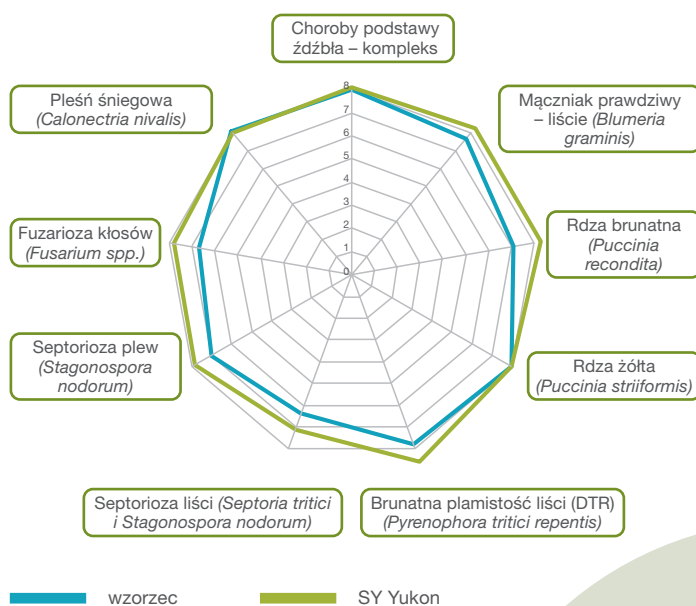 Choroby podstawy
źdźbła – kompleks
Pleśń śniegowa
(Calonectria nivalis)
Mączniak prawdziwy
– liście (Blumeria
graminis)
8
7
6
5
4
3
2
1
0
Fuzarioza kłosów
(Fusarium spp.)
Rdza brunatna
(Puccinia
recondita)
Septorioza plew
(Stagonospora
nodorum)
Rdza żółta
(Puccinia striiformis)
Septorioza liści (Septoria tritici
i Stagonospora nodorum)
Brunatna plamistość liści (DTR)
(Pyrenophora tritici repentis)
wzorzec
SY Yukon